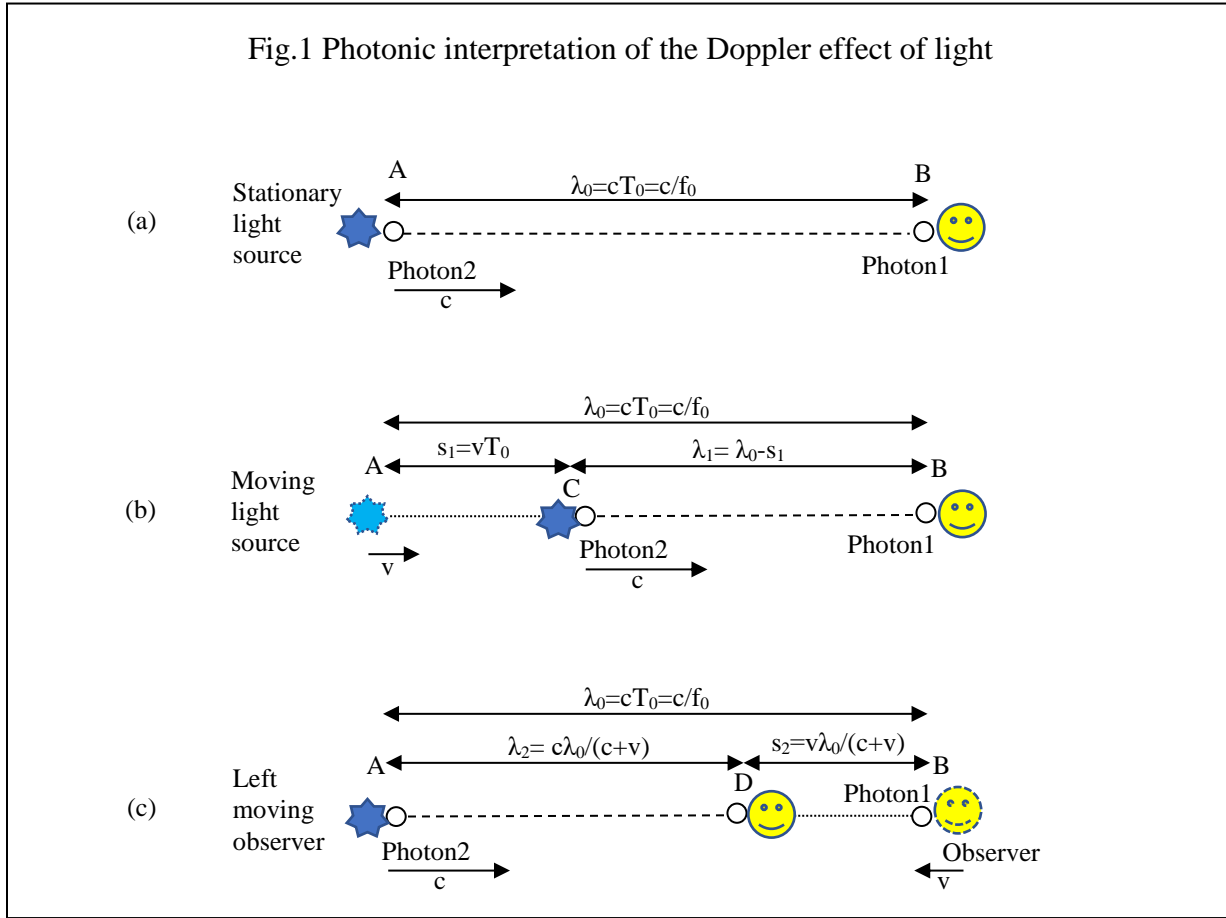 Fig.1 Photonic interpretation of the Doppler effect of light
(a)
Stationary
light
source
A
λ₀=cT₀=c/f₀
B
Photon2
c
Photon1
(b)
Moving
light
source
λ₀=cT₀=c/f₀
s₁=vT₀
λ₁= λ₀-s₁
A
C
B
v
Photon2
c
Photon1
(c)
Left
moving
observer
λ₀=cT₀=c/f₀
λ₂= cλ₀/(c+v)
s₂=vλ₀/(c+v)
A
D
B
Photon1
Photon2
c
Observer
v